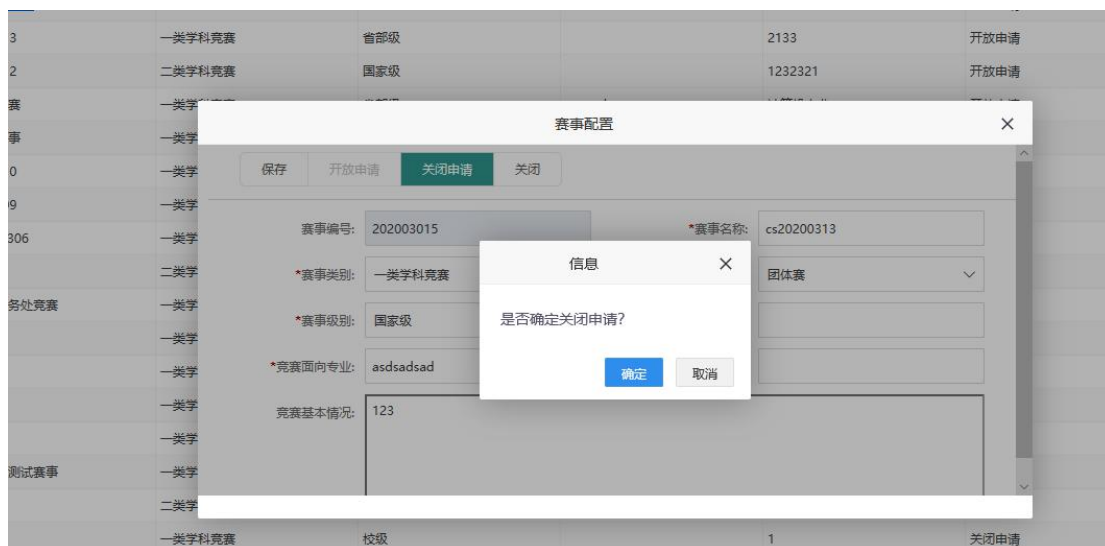 3 一类学科竞赛 省部级 2133 开放申请
2 二类学科竞赛 国家级 1232321 开放申请
赛 一类学
赛事配置
事 一类学
0 一类学 保存 开放申请 关闭申请 关闭
9 一类学
306 一类学 赛事编号: 202003015 *赛事名称: cs20200313
信息
二类学 *赛事类别: 一类学科竞赛 团体赛
务处竞赛 一类学
*赛事级别: 国家级 是否确定关闭申请?
一类学
一类学 *竞赛面向专业: asdsadsad 确定 取消
一类学 竞赛基本情况: 123
一类学
测试赛事 一类学
二类学
一类学科竞赛 校级 1 关闭申请